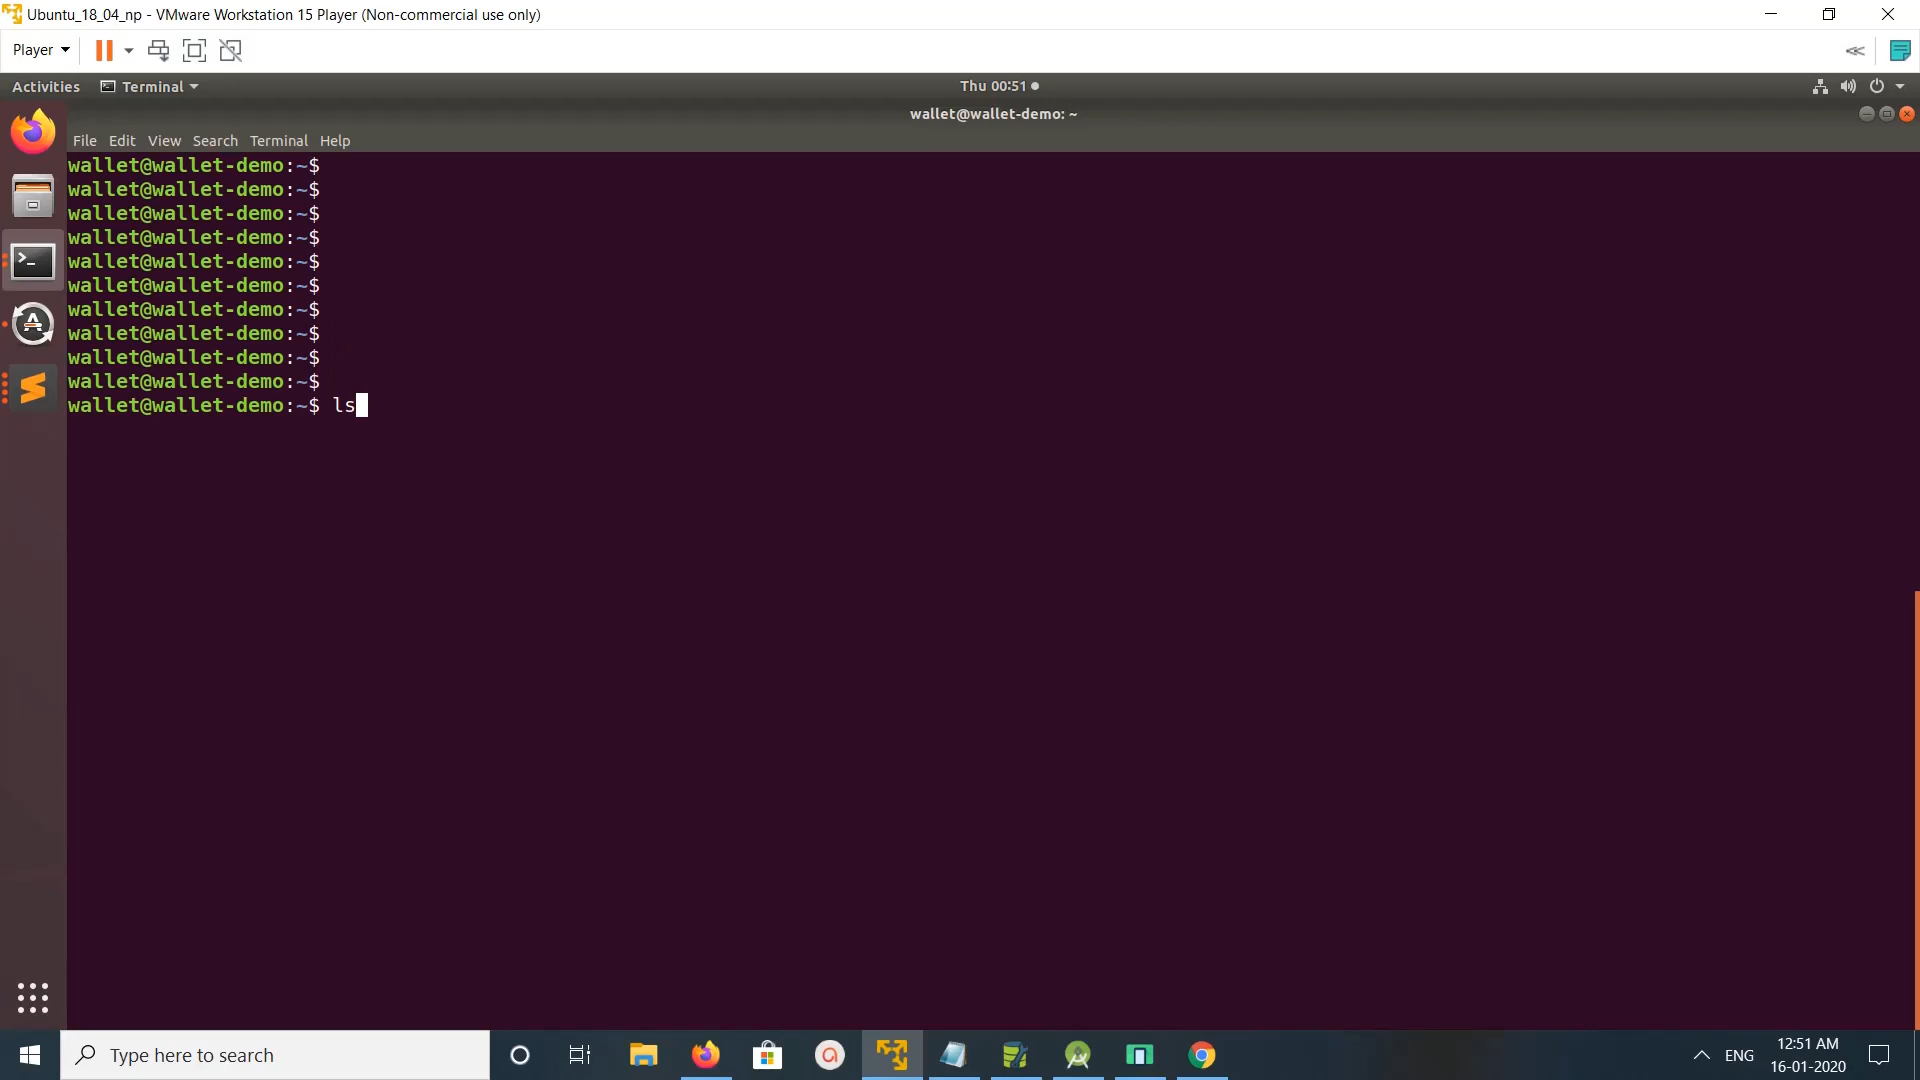 Ubuntu_18_04_np - VMware Workstation 15 Player (Non-commercial use only)
Player
Activities Terminal Thu 00:51
wallet@wallet-demo: ~
File Edit View Search Terminal Help
wallet@wallet-demo:~$
wallet@wallet-demo:~$
wallet@wallet-demo:~$
wallet@wallet-demo:~$
wallet@wallet-demo:~$
wallet@wallet-demo:~$
wallet@wallet-demo:~$
wallet@wallet-demo:~$
wallet@wallet-demo:~$
wallet@wallet-demo:~$
wallet@wallet-demo:~$ ls
Type here to search
ENG
12:51 AM
16-01-2020